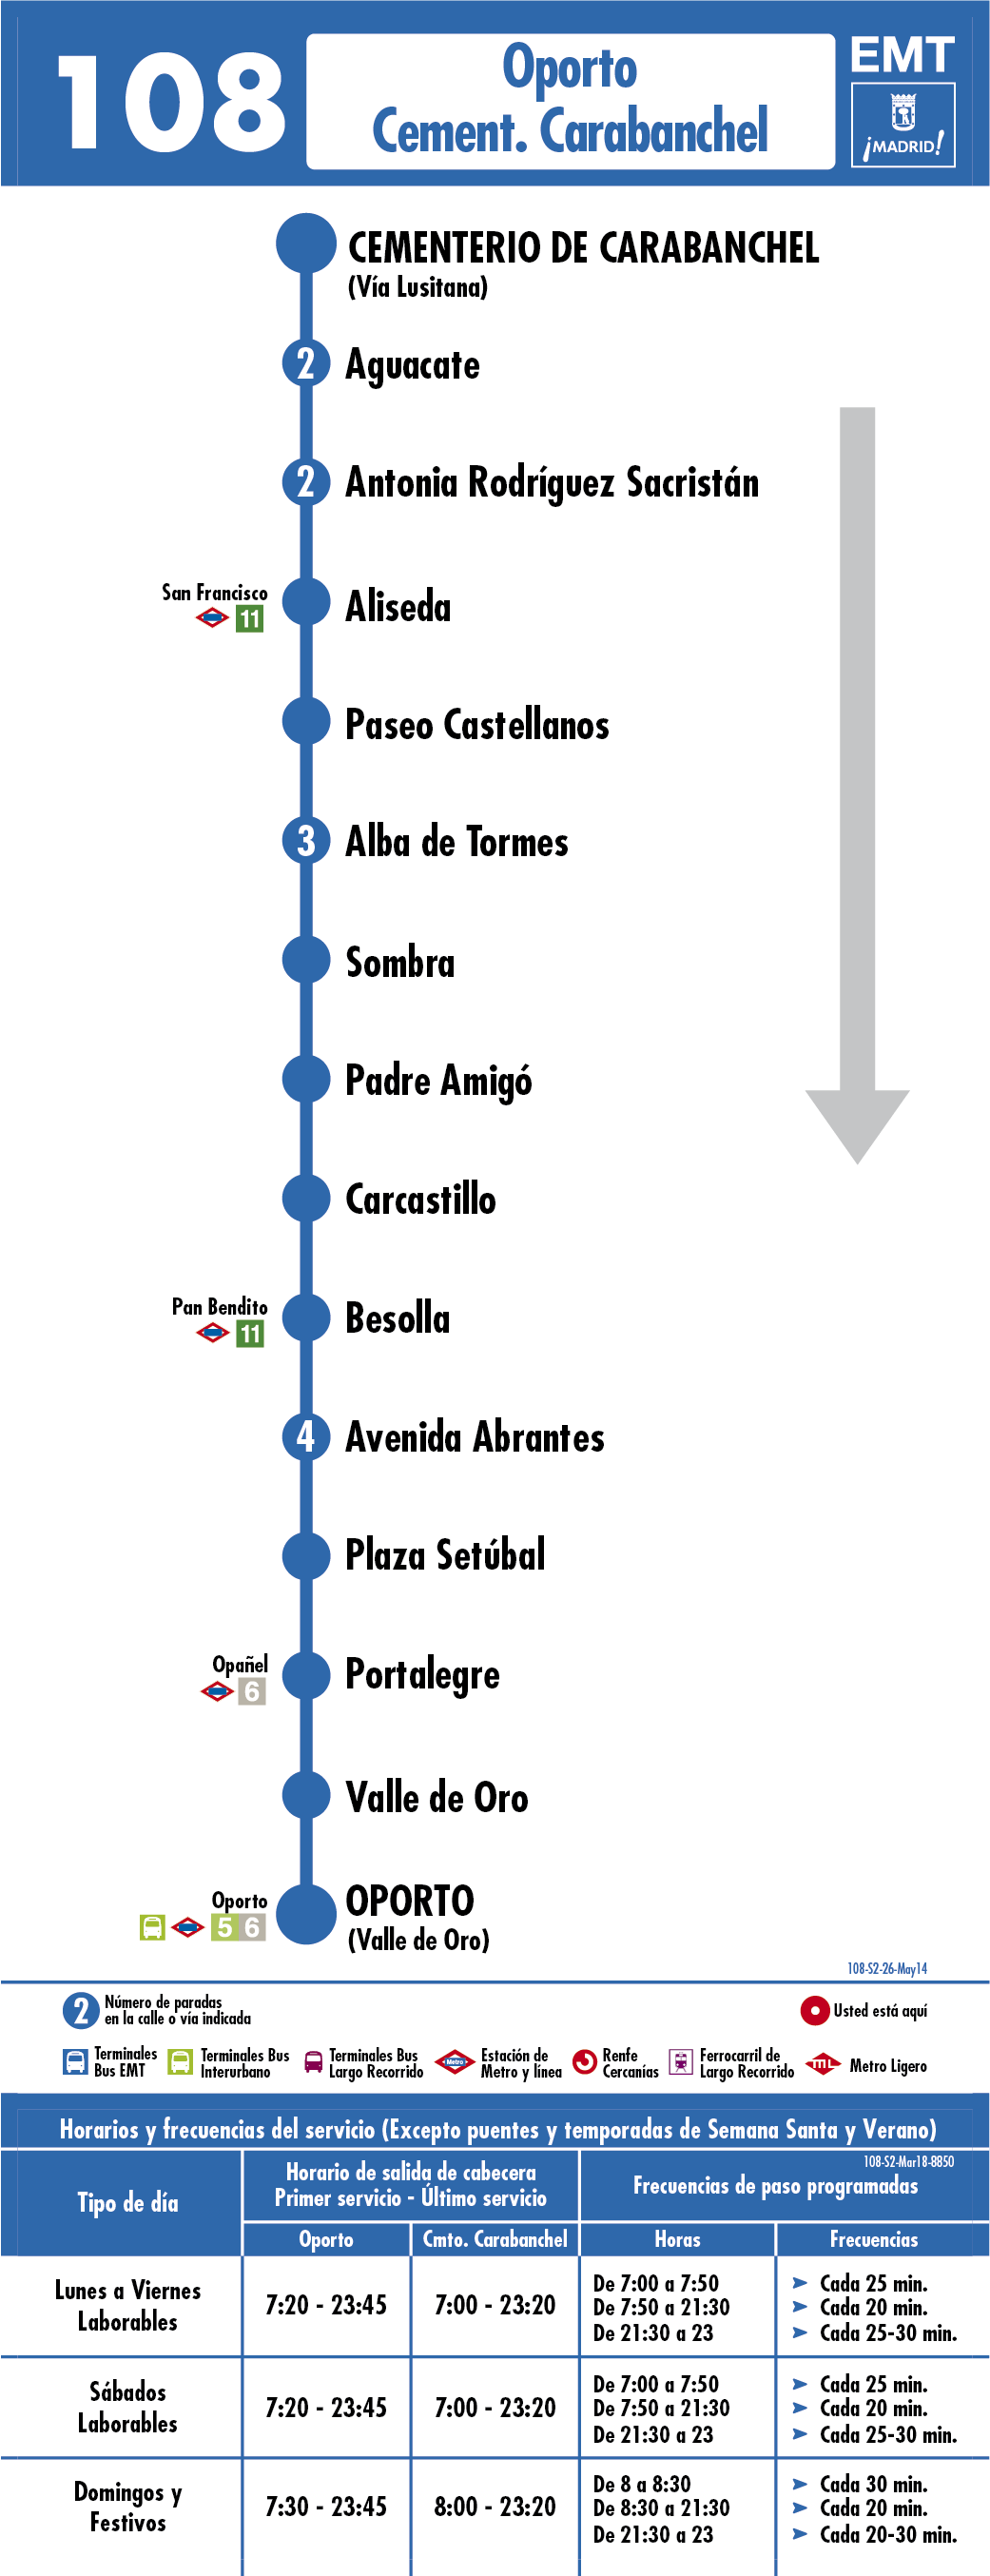 108
Oporto
Cement. Carabanchel
EMT
¡MADRID!
CEMENTERIO DE CARABANCHEL
(Vía Lusitana)
2 Aguacate
2 Antonia Rodríguez Sacristán
San Francisco
11
Aliseda
Paseo Castellanos
3 Alba de Tormes
Sombra
Padre Amigó
Carcastillo
Pan Bendito
11
Besolla
4 Avenida Abrantes
Plaza Setúbal
Opañel
6
Portalegre
Valle de Oro
Oporto
5 6
OPORTO
(Valle de Oro)
108-S2-26-May14
2 Número de paradas
en la calle o vía indicada
Usted está aquí
Terminales
Bus EMT
Terminales Bus
Interurbano
Terminales Bus
Largo Recorrido
Metro
Estación de
Metro y línea
Renfe
Cercanías
Ferrocarril de
Largo Recorrido
ML
Metro Ligero
Horarios y frecuencias del servicio (Excepto puentes y temporadas de Semana Santa y Verano)
108-S2-Mar18-8850
Tipo de día
Horario de salida de cabecera
Primer servicio - Último servicio
Frecuencias de paso programadas
Oporto Cmto. Carabanchel Horas Frecuencias
Lunes a Viernes
Laborables
7:20 - 23:45 7:00 - 23:20
De 7:00 a 7:50 ➤ Cada 25 min.
De 7:50 a 21:30 ➤ Cada 20 min.
De 21:30 a 23 ➤ Cada 25-30 min.
Sábados
Laborables
7:20 - 23:45 7:00 - 23:20
De 7:00 a 7:50 ➤ Cada 25 min.
De 7:50 a 21:30 ➤ Cada 20 min.
De 21:30 a 23 ➤ Cada 25-30 min.
Domingos y
Festivos
7:30 - 23:45 8:00 - 23:20
De 8 a 8:30 ➤ Cada 30 min.
De 8:30 a 21:30 ➤ Cada 20 min.
De 21:30 a 23 ➤ Cada 20-30 min.